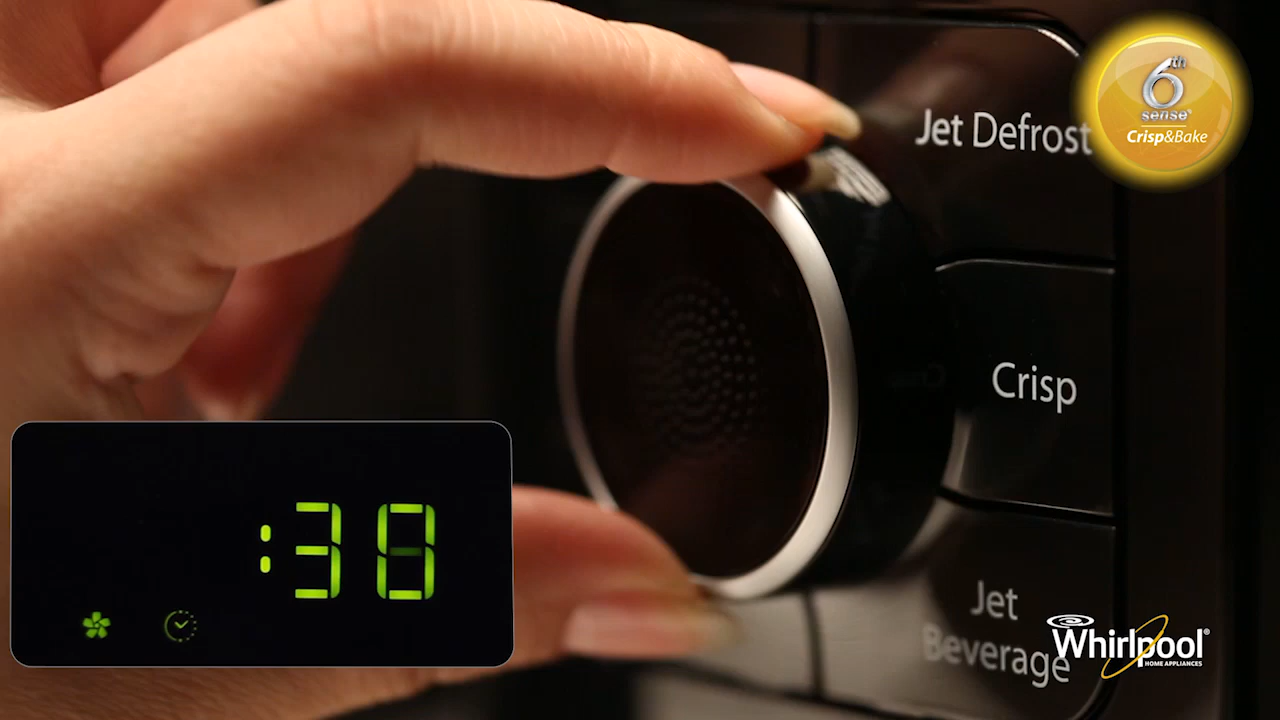 Jet Defrost
6th
sense®
Crisp&Bake
Crisp
:30
Jet
Beverage
Whirlpool®
HOME APPLIANCES